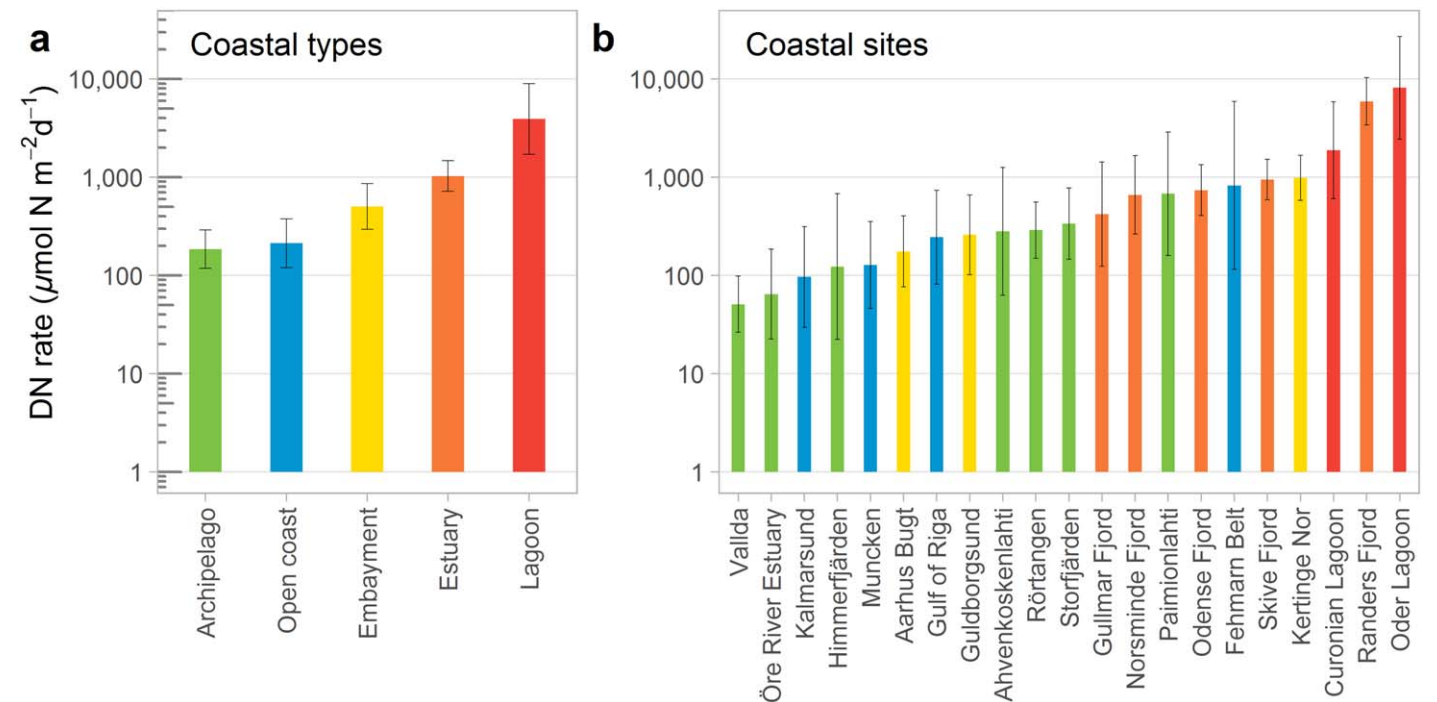 a
Coastal types
DN rate (µmol N m⁻²d⁻¹)
10,000
1,000
100
10
1
Archipelago
Open coast
Embayment
Estuary
Lagoon
b
Coastal sites
10,000
1,000
100
10
1
Vallda
Öre River Estuary
Kalmarsund
Himmerfjärden
Muncken
Aarhus Bugt
Gulf of Riga
Guldborgsund
Ahvenkoskenlahti
Rörtangen
Storfjärden
Gullmar Fjord
Norsminde Fjord
Paimionlahti
Odense Fjord
Fehmarn Belt
Skive Fjord
Kertinge Nor
Curonian Lagoon
Randers Fjord
Oder Lagoon